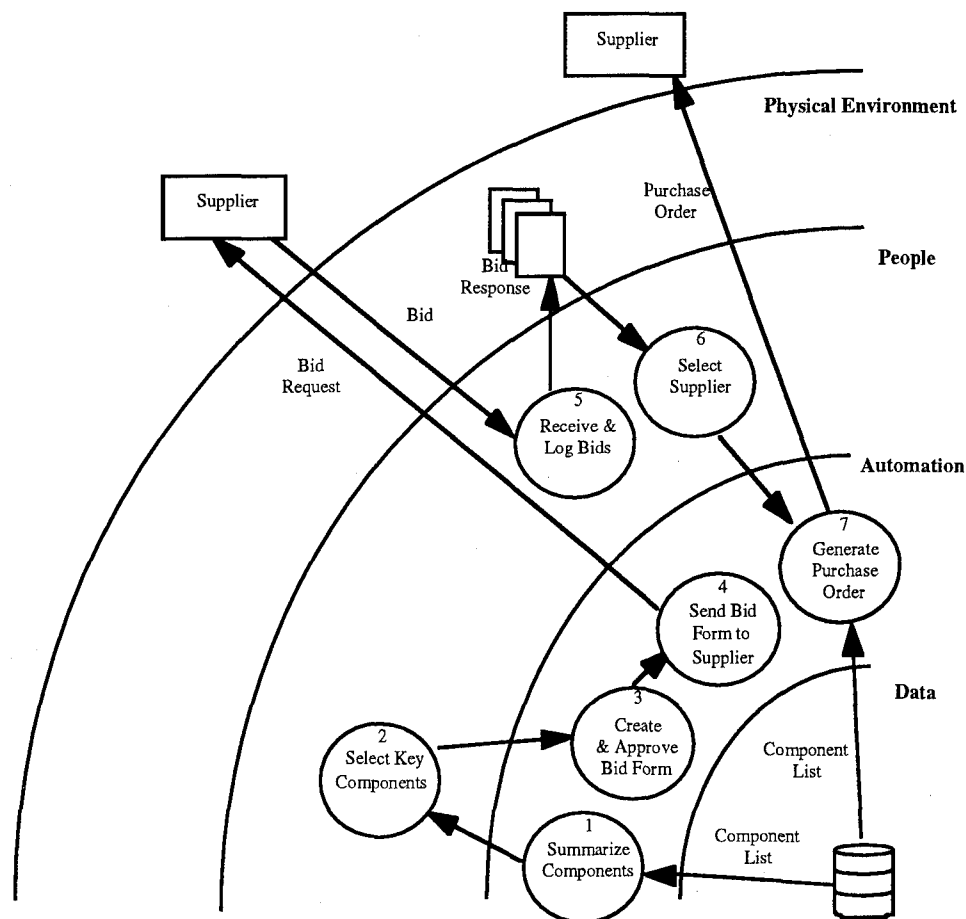 Supplier
Physical Environment
Purchase
Order
Supplier
People
Bid
Response
Bid
6
Select
Supplier
Bid
Request
5
Receive &
Log Bids
Automation
7
Generate
Purchase
Order
4
Send Bid
Form to
Supplier
Data
3
Create
& Approve
Bid Form
2
Select Key
Components
Component
List
1
Summarize
Components
Component
List